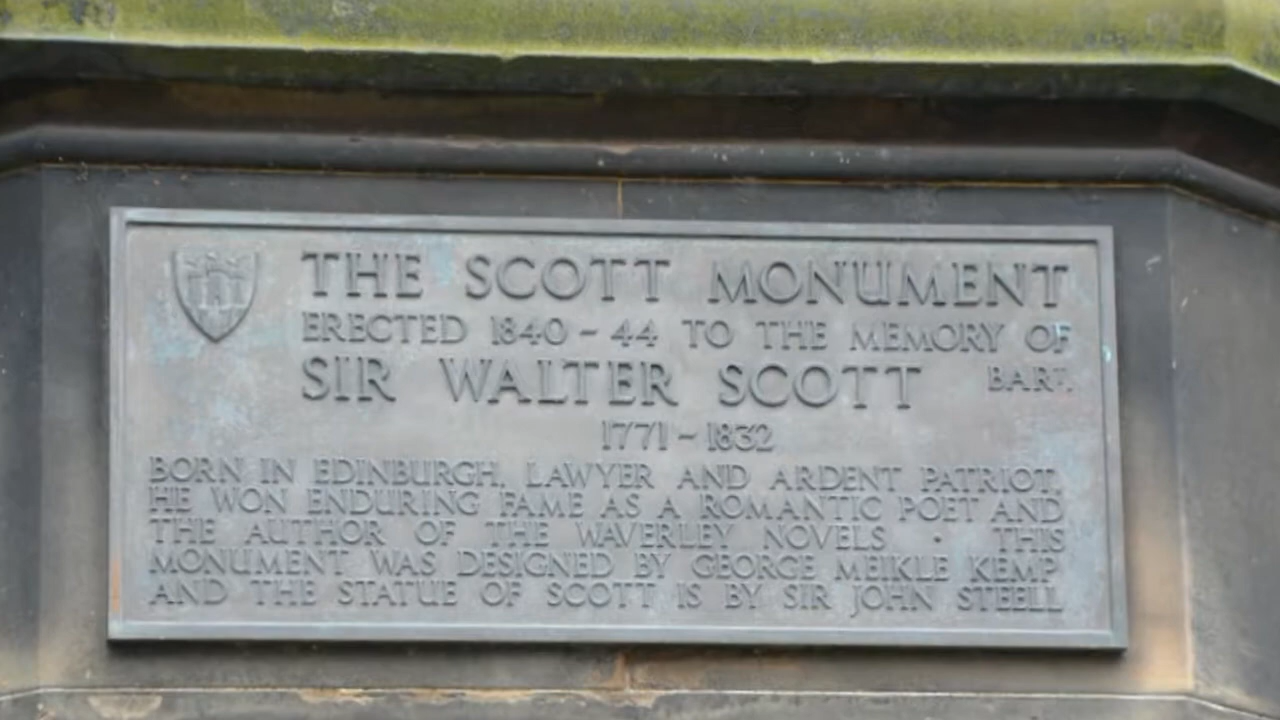 THE SCOTT MONUMENT
ERECTED 1840 - 44 TO THE MEMORY OF
SIR WALTER SCOTT BART.
1771 - 1832
BORN IN EDINBURGH, LAWYER AND ARDENT PATRIOT,
HE WON ENDURING FAME AS A ROMANTIC POET AND
THE AUTHOR OF THE WAVERLEY NOVELS · THIS
MONUMENT WAS DESIGNED BY GEORGE MEIKLE KEMP
AND THE STATUE OF SCOTT IS BY SIR JOHN STEELL